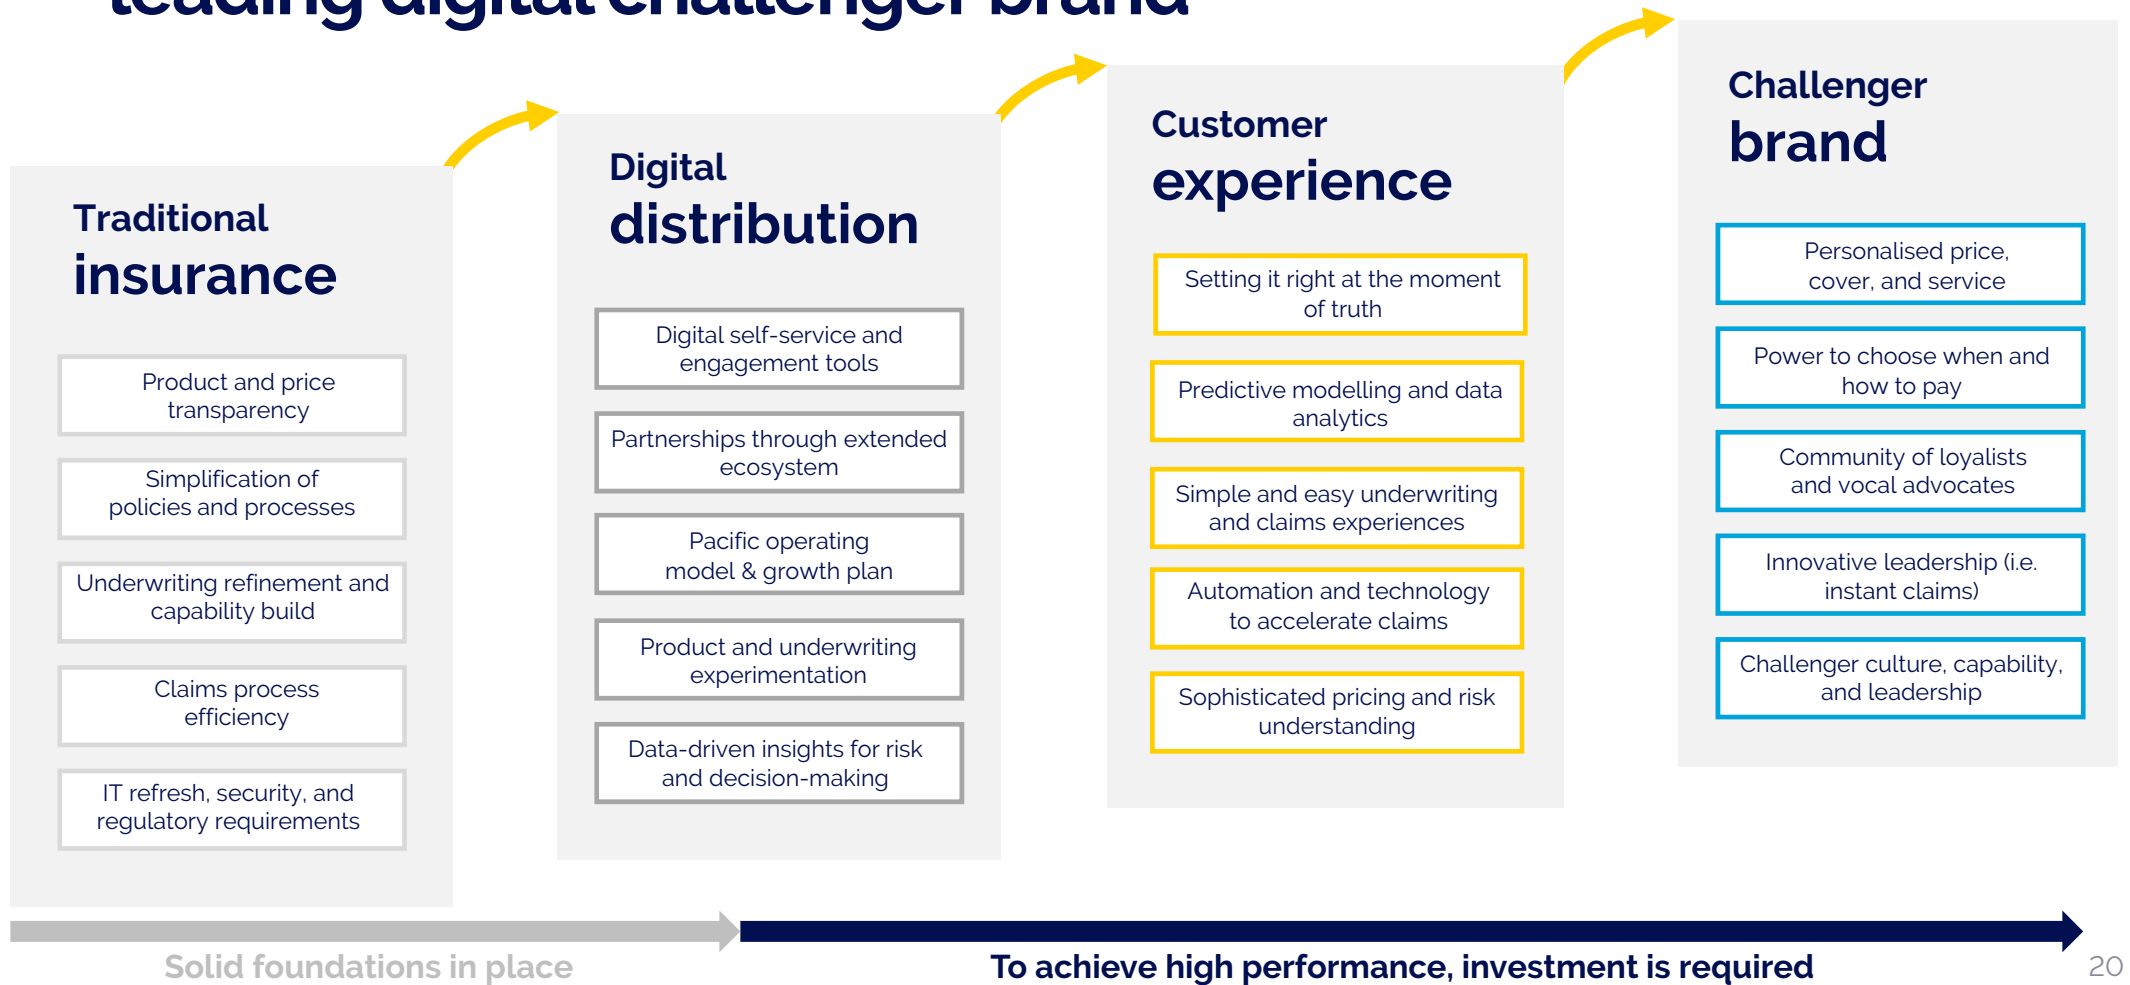 leading digital challenger brand
Traditional
insurance
Product and price
transparency
Simplification of
policies and processes
Underwriting refinement and
capability build
Claims process
efficiency
IT refresh, security, and
regulatory requirements
Digital
distribution
Digital self-service and
engagement tools
Partnerships through extended
ecosystem
Pacific operating
model & growth plan
Product and underwriting
experimentation
Data-driven insights for risk
and decision-making
Customer
experience
Setting it right at the moment
of truth
Predictive modelling and data
analytics
Simple and easy underwriting
and claims experiences
Automation and technology
to accelerate claims
Sophisticated pricing and risk
understanding
Challenger
brand
Personalised price,
cover, and service
Power to choose when and
how to pay
Community of loyalists
and vocal advocates
Innovative leadership (i.e.
instant claims)
Challenger culture, capability,
and leadership
Solid foundations in place
To achieve high performance, investment is required
20